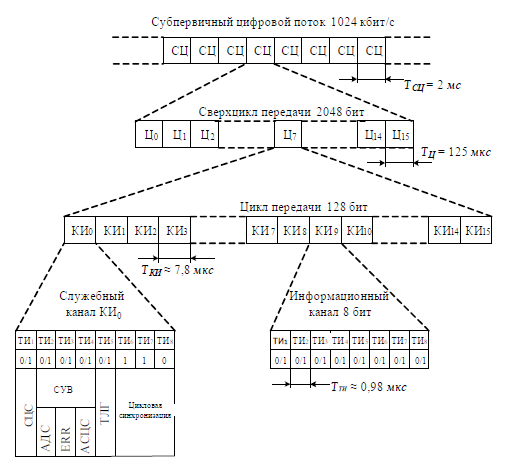 Субпервичный цифровой поток 1024 кбит/с
СЦ СЦ СЦ СЦ СЦ СЦ СЦ СЦ
TСЦ = 2 мс
Сверхцикл передачи 2048 бит
Ц0 Ц1 Ц2 Ц7 Ц14 Ц15
TЦ = 125 мкс
Цикл передачи 128 бит
КИ0 КИ1 КИ2 КИ3 КИ7 КИ8 КИ9 КИ10 КИ14 КИ15
TКИ ≈ 7,8 мкс
Служебный
канал КИ0
Информационный
канал 8 бит
ТИ1 ТИ2 ТИ3 ТИ4 ТИ5 ТИ6 ТИ7 ТИ8
0/1 0/1 0/1 0/1 0/1 1 1 0
СЦС
СУВ
АДС
ERR
АСЦС
ТЛГ
Цикловая
синхронизация
ТИ1 ТИ2 ТИ3 ТИ4 ТИ5 ТИ6 ТИ7 ТИ8
0/1 0/1 0/1 0/1 0/1 0/1 0/1 0/1
TТИ ≈ 0,98 мкс